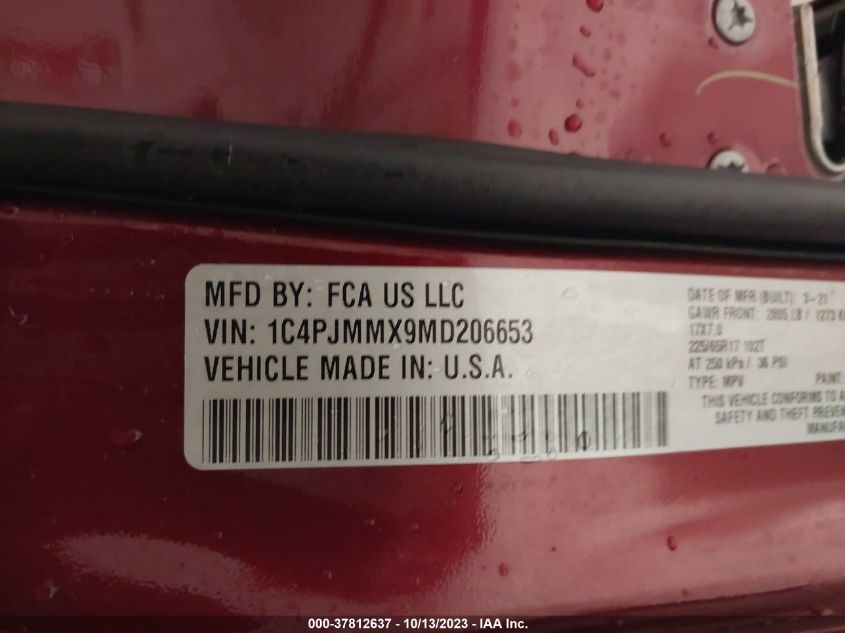 MFD BY: FCA US LLC
VIN: 1C4PJMMX9MD206653
VEHICLE MADE IN: U.S.A.
DATE OF MFR (BUILT): 3-21
GAWR FRONT: 2805 LB / 1273 K
17X7.0
225/65R17 102T
AT 250 kPa / 36 PSI
TYPE: MPV PAINT:
THIS VEHICLE CONFORMS TO A
SAFETY AND THEFT PREVEN
MANUFA
000-37812637 - 10/13/2023 - IAA Inc.